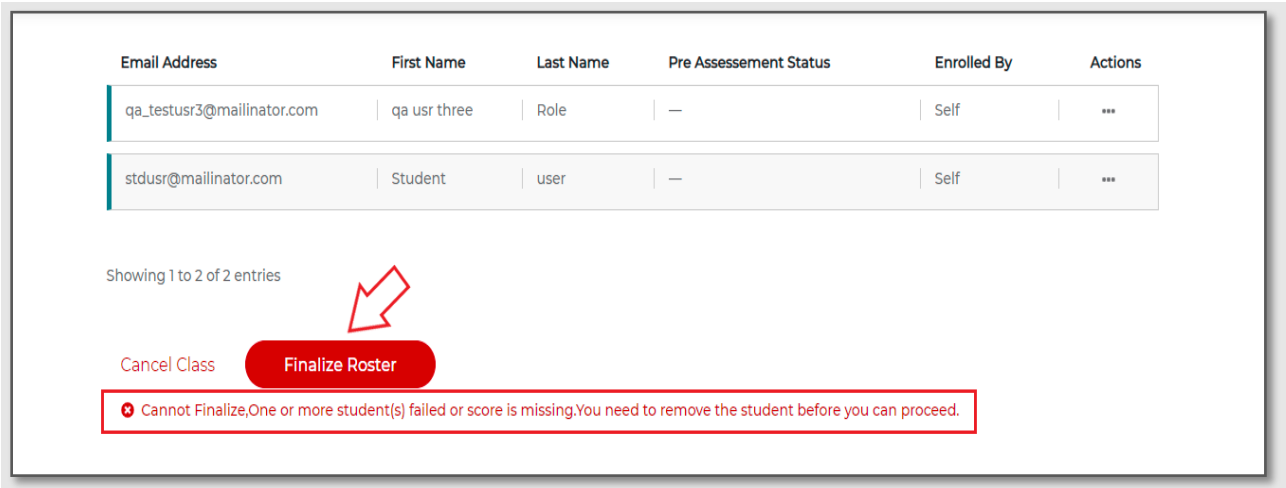 Email Address First Name Last Name Pre Assessement Status Enrolled By Actions
qa_testusr3@mailinator.com qa usr three Role — Self ...
stdusr@mailinator.com Student user — Self ...
Showing 1 to 2 of 2 entries
Cancel Class Finalize Roster
Cannot Finalize,One or more student(s) failed or score is missing.You need to remove the student before you can proceed.